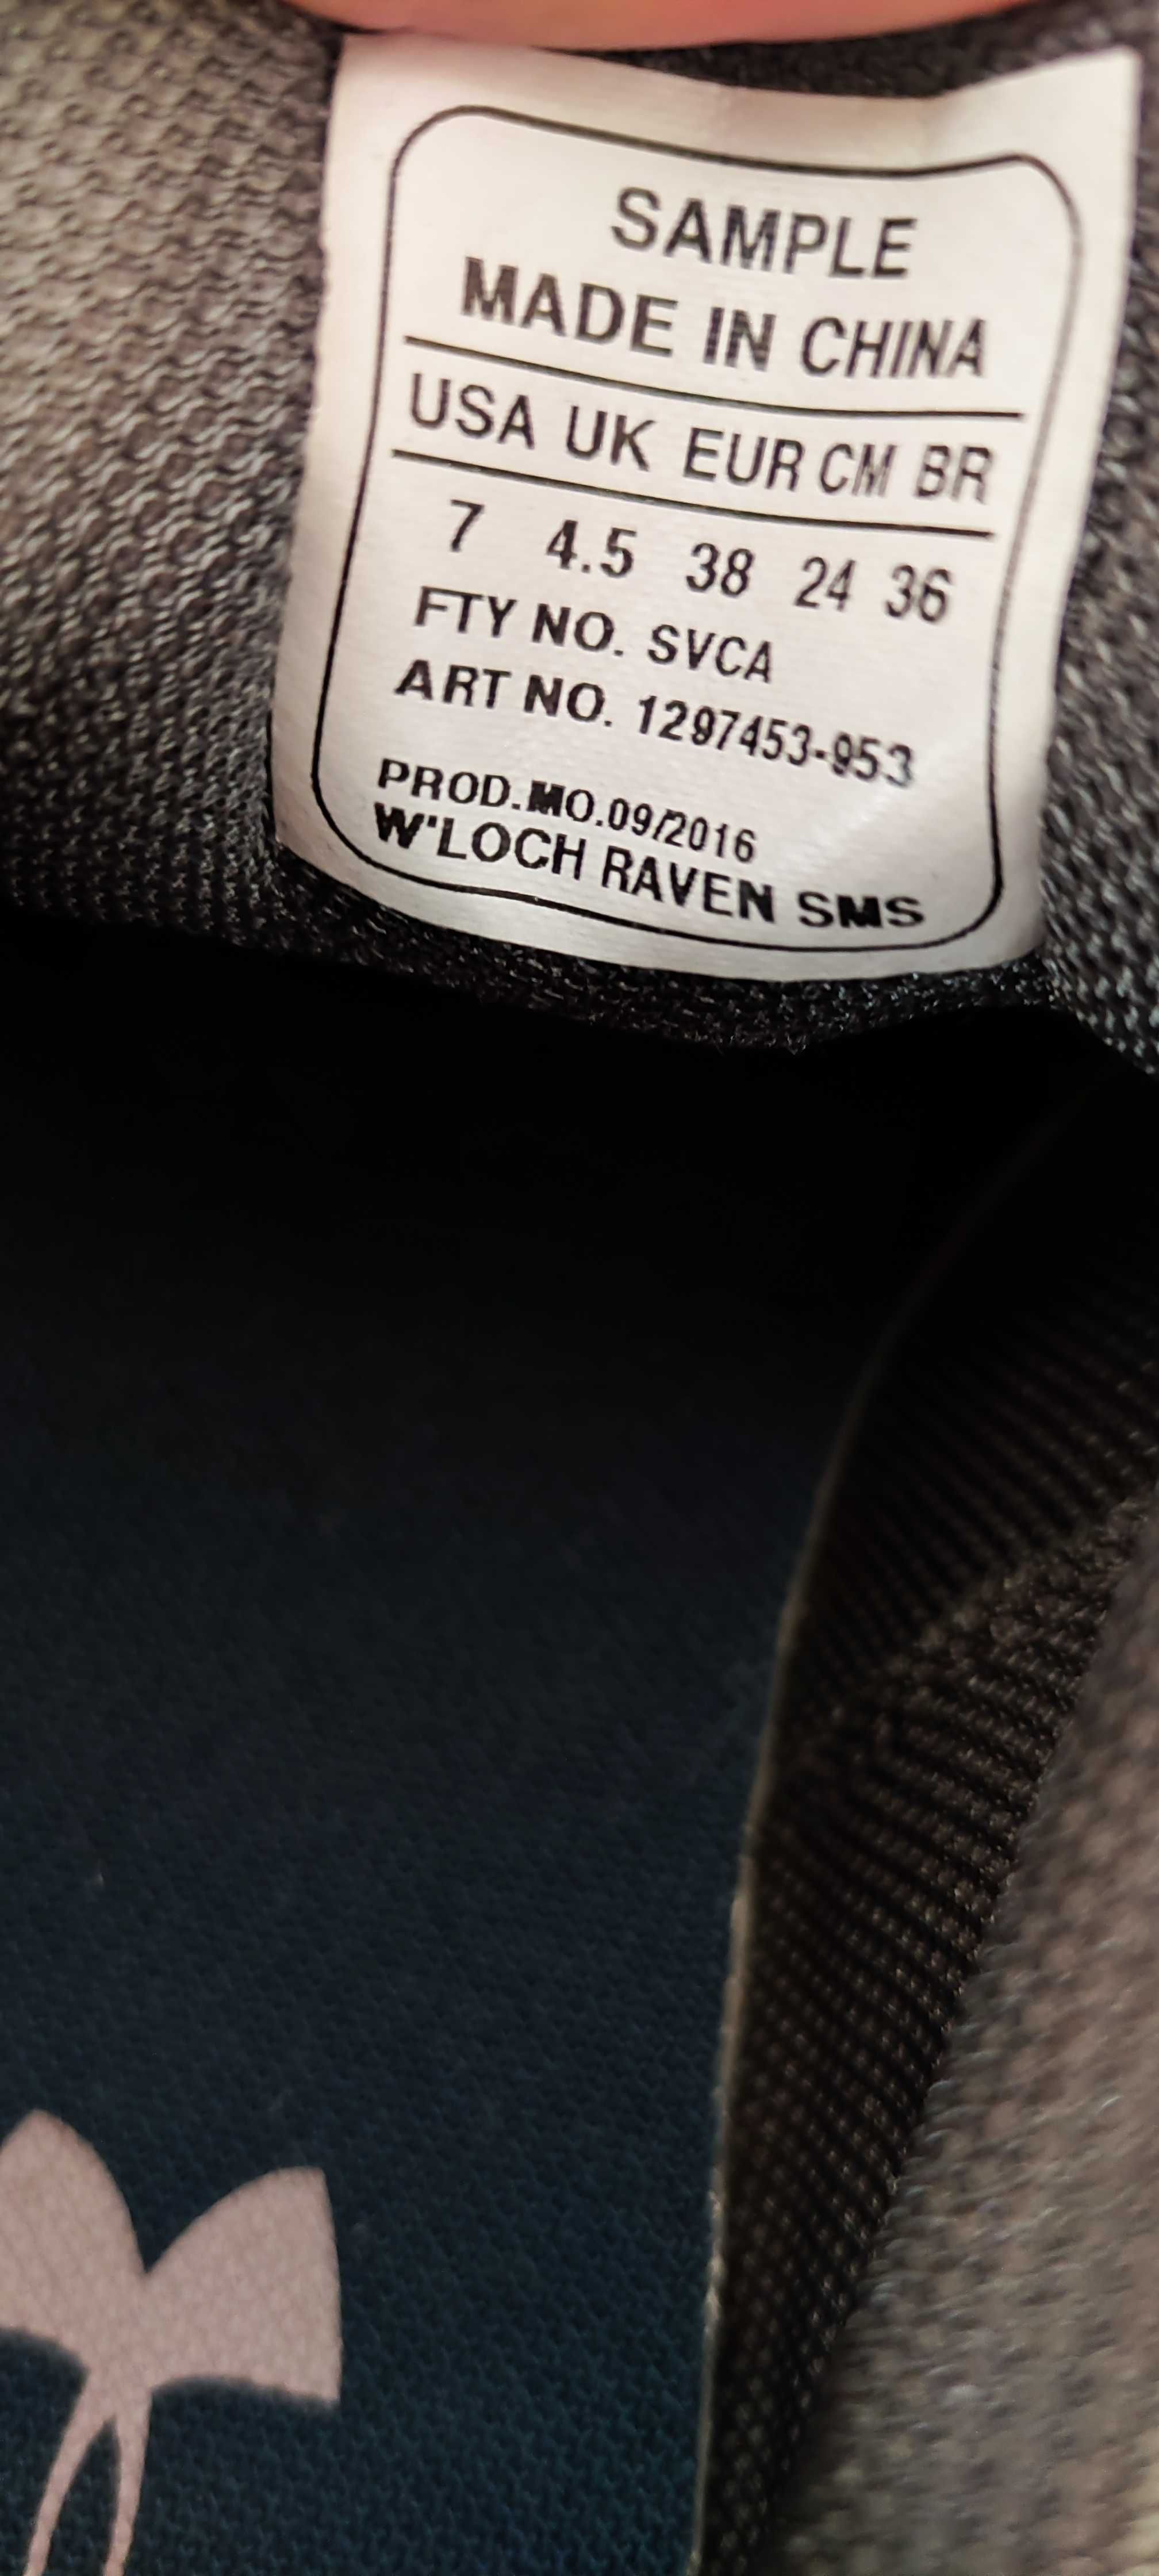 SAMPLE
MADE IN CHINA
USA UK EUR CM BR
7 4.5 38 24 36
FTY NO. SVCA
ART NO. 1297453-953
PROD.MO.09/2016
W'LOCH RAVEN SMS